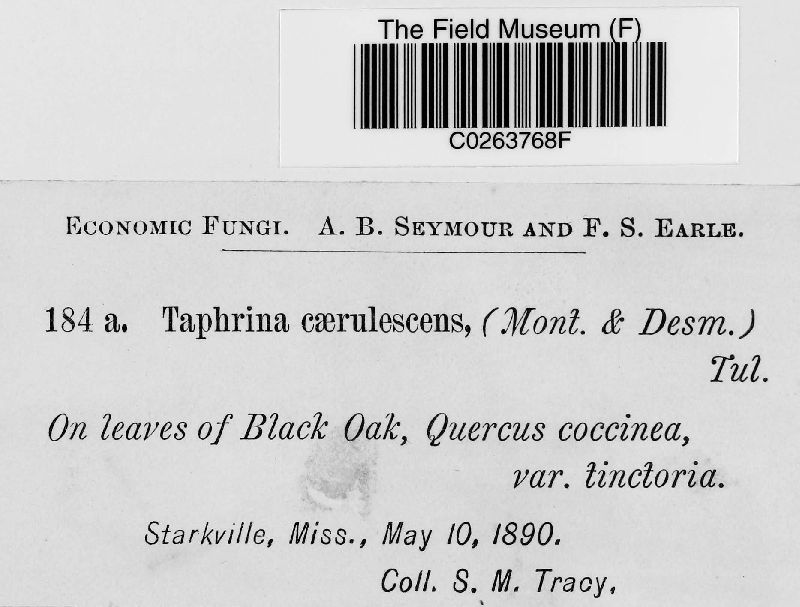 The Field Museum (F)
C0263768F
Economic Fungi. A. B. Seymour and F. S. Earle.
184 a. Taphrina cærulescens, (Mont. & Desm.)
Tul.
On leaves of Black Oak, Quercus coccinea,
var. tinctoria.
Starkville, Miss., May 10, 1890.
Coll. S. M. Tracy.